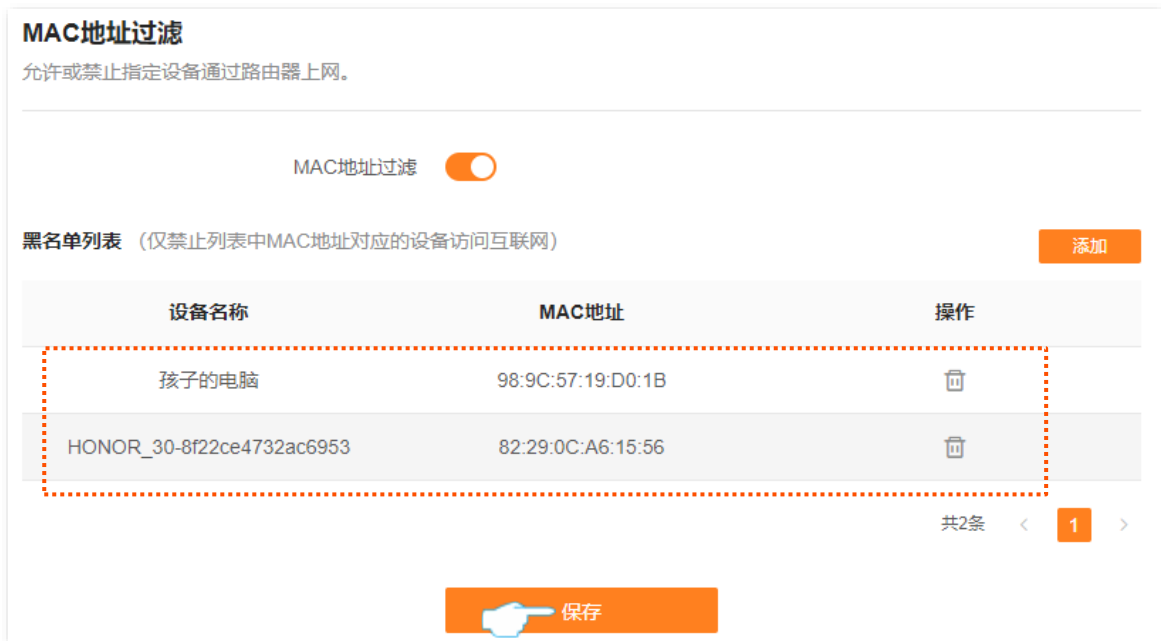 MAC地址过滤
允许或禁止指定设备通过路由器上网。
MAC地址过滤
黑名单列表 （仅禁止列表中MAC地址对应的设备访问互联网） 添加
设备名称 MAC地址 操作
孩子的电脑 98:9C:57:19:D0:1B
HONOR_30-8f22ce4732ac6953 82:29:0C:A6:15:56
共2条 < 1 >
保存